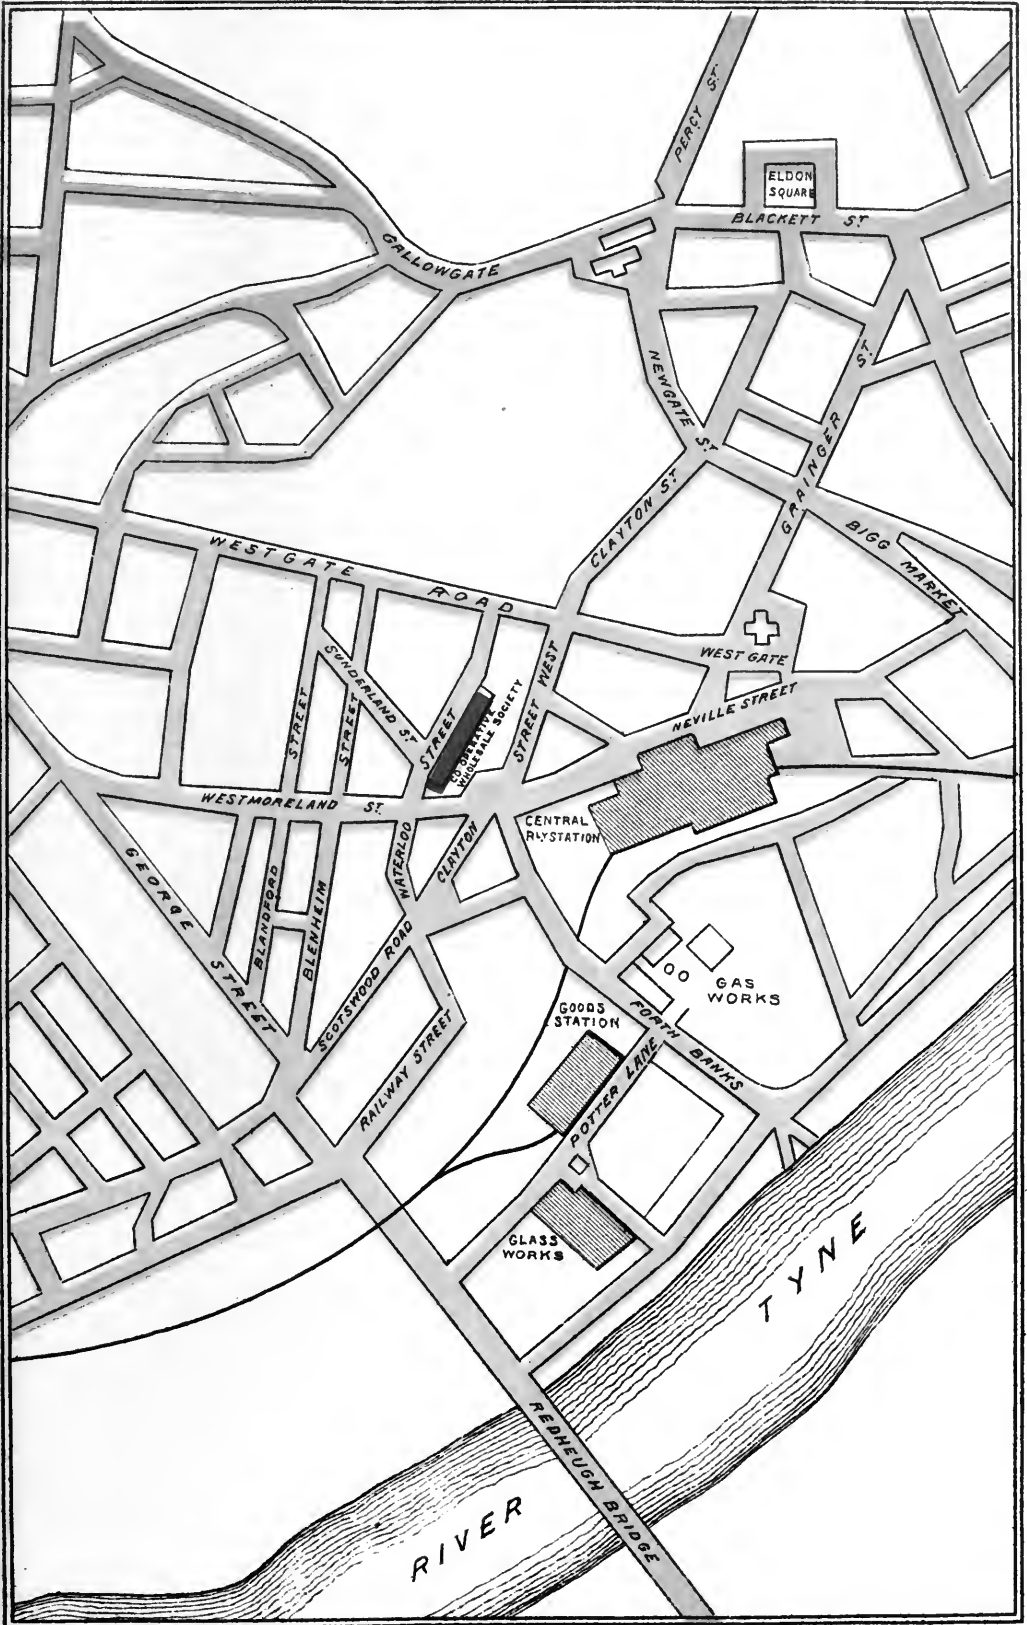 PERCY ST.
ELDON
SQUARE
BLACKETT ST.
GALLOWGATE
NEWGATE ST.
GRAINGER ST.
CLAYTON ST.
BIGG MARKET
WESTGATE ROAD
WESTGATE
NEVILLE STREET
SUNDERLAND ST.
STREET
STREET
STREET
CO OPERATIVE
WHOLESALE SOCIETY
STREET WEST
WESTMORELAND ST.
CENTRAL
RLY STATION
WATERLOO
CLAYTON
GEORGE STREET
BLANDFORD
BLENHEIM
SCOTSWOOD ROAD
RAILWAY STREET
GAS
WORKS
GOODS
STATION
FORTH BANKS
POTTER LANE
GLASS
WORKS
RIVER TYNE
REDHEUGH BRIDGE